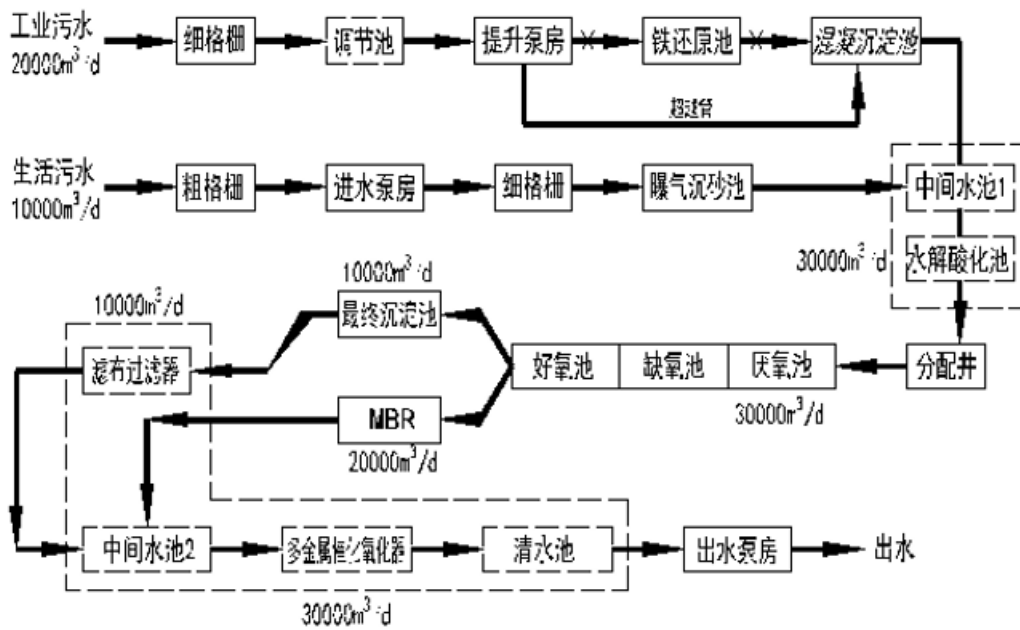 工业污水
20000m³/d
细格栅
调节池
提升泵房
铁还原池
混凝沉淀池
超越管
生活污水
10000m³/d
粗格栅
进水泵房
细格栅
曝气沉砂池
中间水池1
30000m³/d
水解酸化池
10000m³/d
10000m³/d
最终沉淀池
滤布过滤器
好氧池
缺氧池
厌氧池
分配井
30000m³/d
MBR
20000m³/d
中间水池2
多金属催化氧化器
清水池
出水泵房
出水
30000m³/d